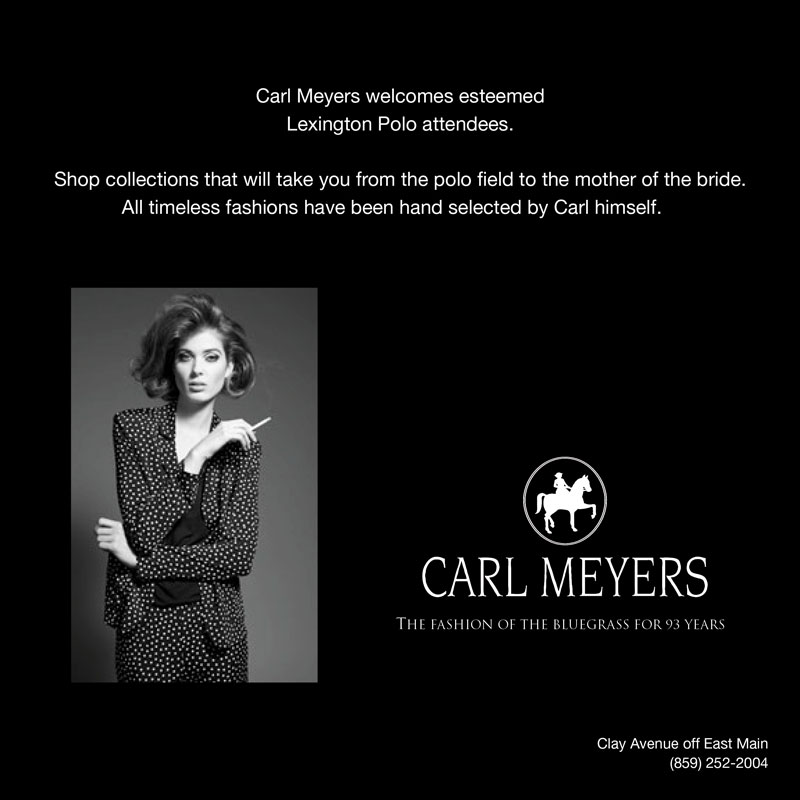 Carl Meyers welcomes esteemed
Lexington Polo attendees.
Shop collections that will take you from the polo field to the mother of the bride.
All timeless fashions have been hand selected by Carl himself.
CARL MEYERS
THE FASHION OF THE BLUEGRASS FOR 93 YEARS
Clay Avenue off East Main
(859) 252-2004